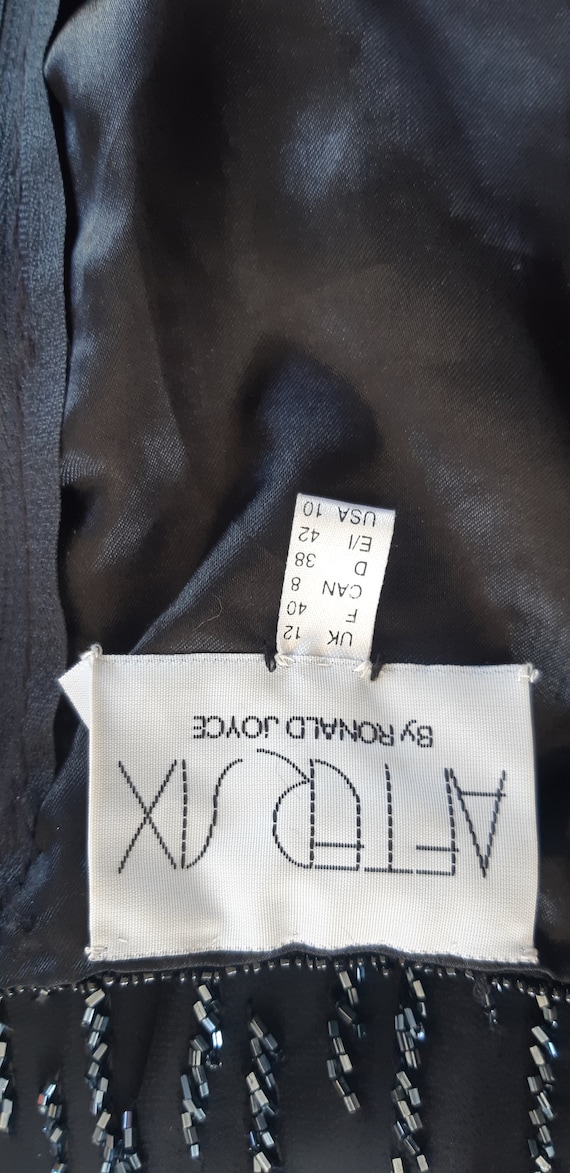 AFTER SIX
By RONALD JOYCE
UK 12
F 40
CAN 8
D 38
E/I 42
USA 10